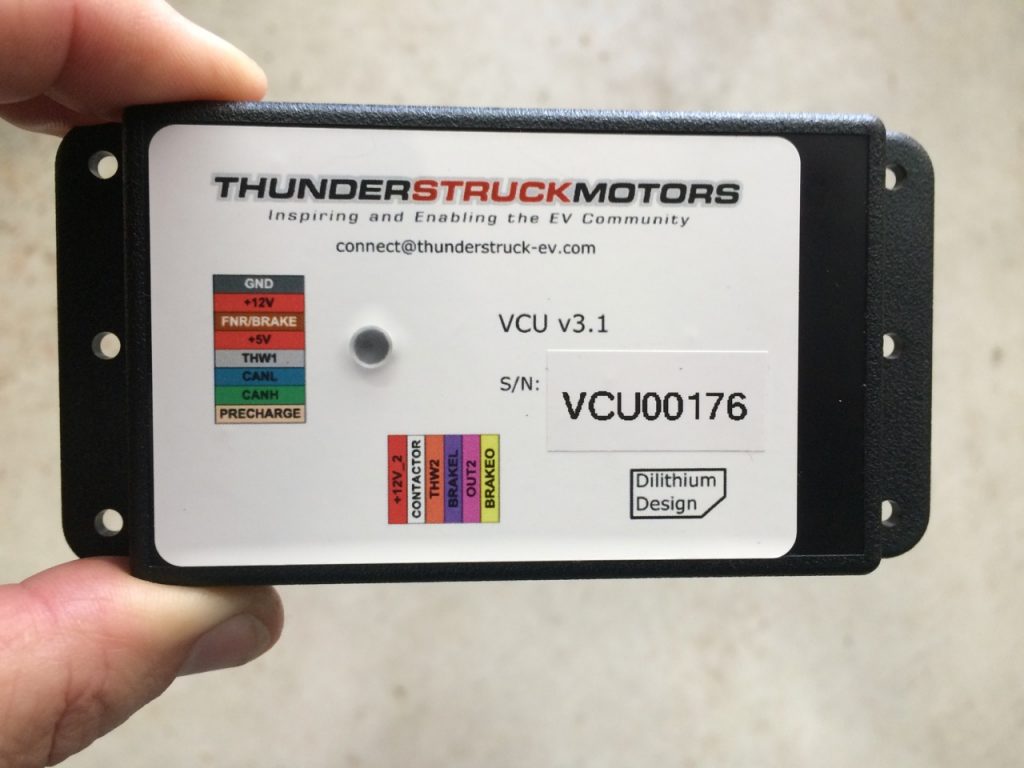 THUNDERSTRUCKMOTORS
Inspiring and Enabling the EV Community
connect@thunderstruck-ev.com
GND
+12V
FNR/BRAKE
+5V
THW1
CANL
CANH
PRECHARGE
VCU v3.1
S/N:
VCU00176
+12V_2
CONTACTOR
THW2
BRAKEL
OUT2
BRAKEO
Dilithium
Design